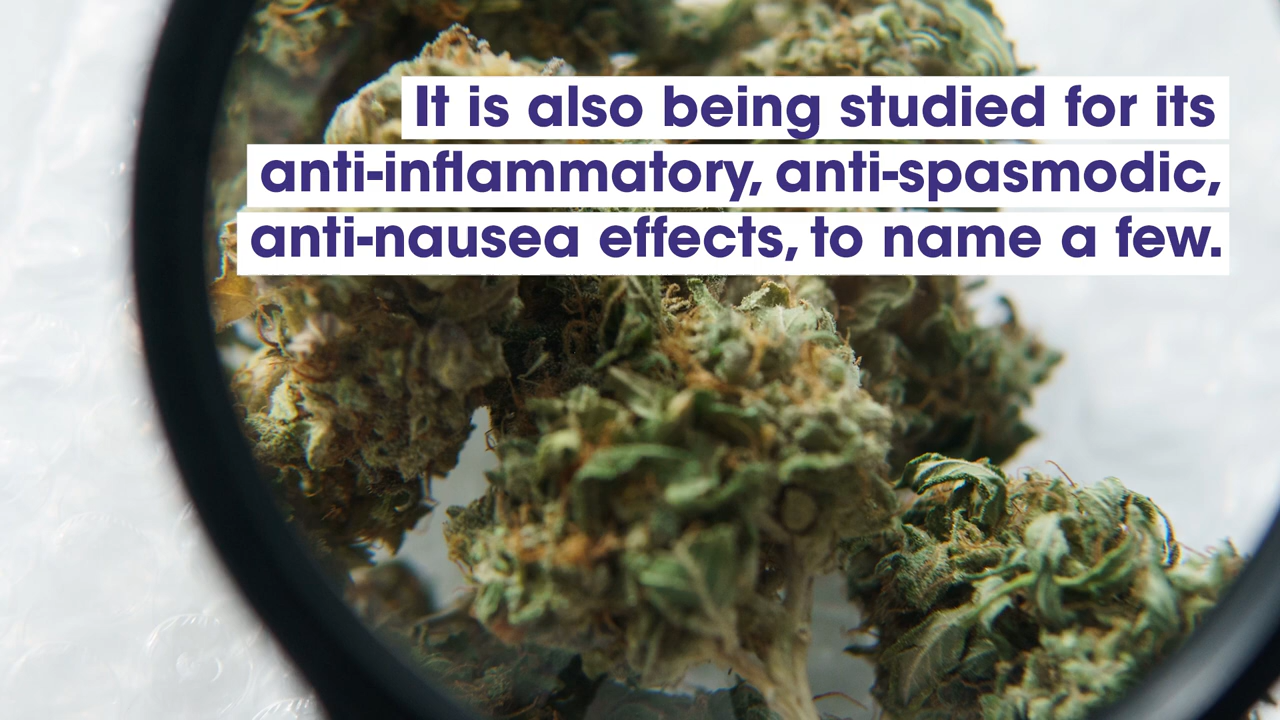 It is also being studied for its
anti-inflammatory, anti-spasmodic,
anti-nausea effects, to name a few.